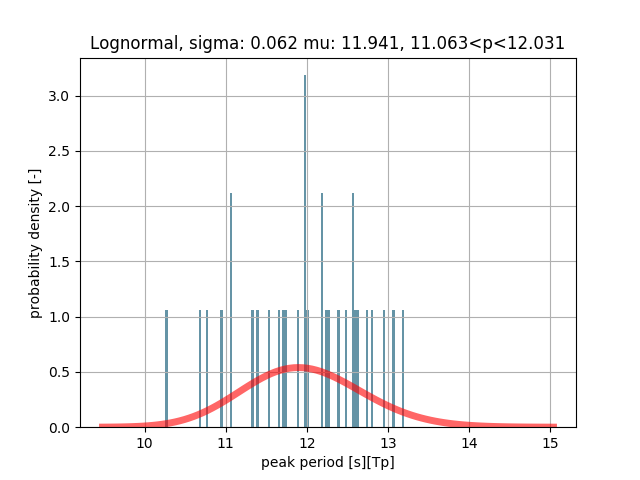 Lognormal, sigma: 0.062 mu: 11.941, 11.063<p<12.031
probability density [-]
3.0
2.5
2.0
1.5
1.0
0.5
0.0
10 11 12 13 14 15
peak period [s][Tp]